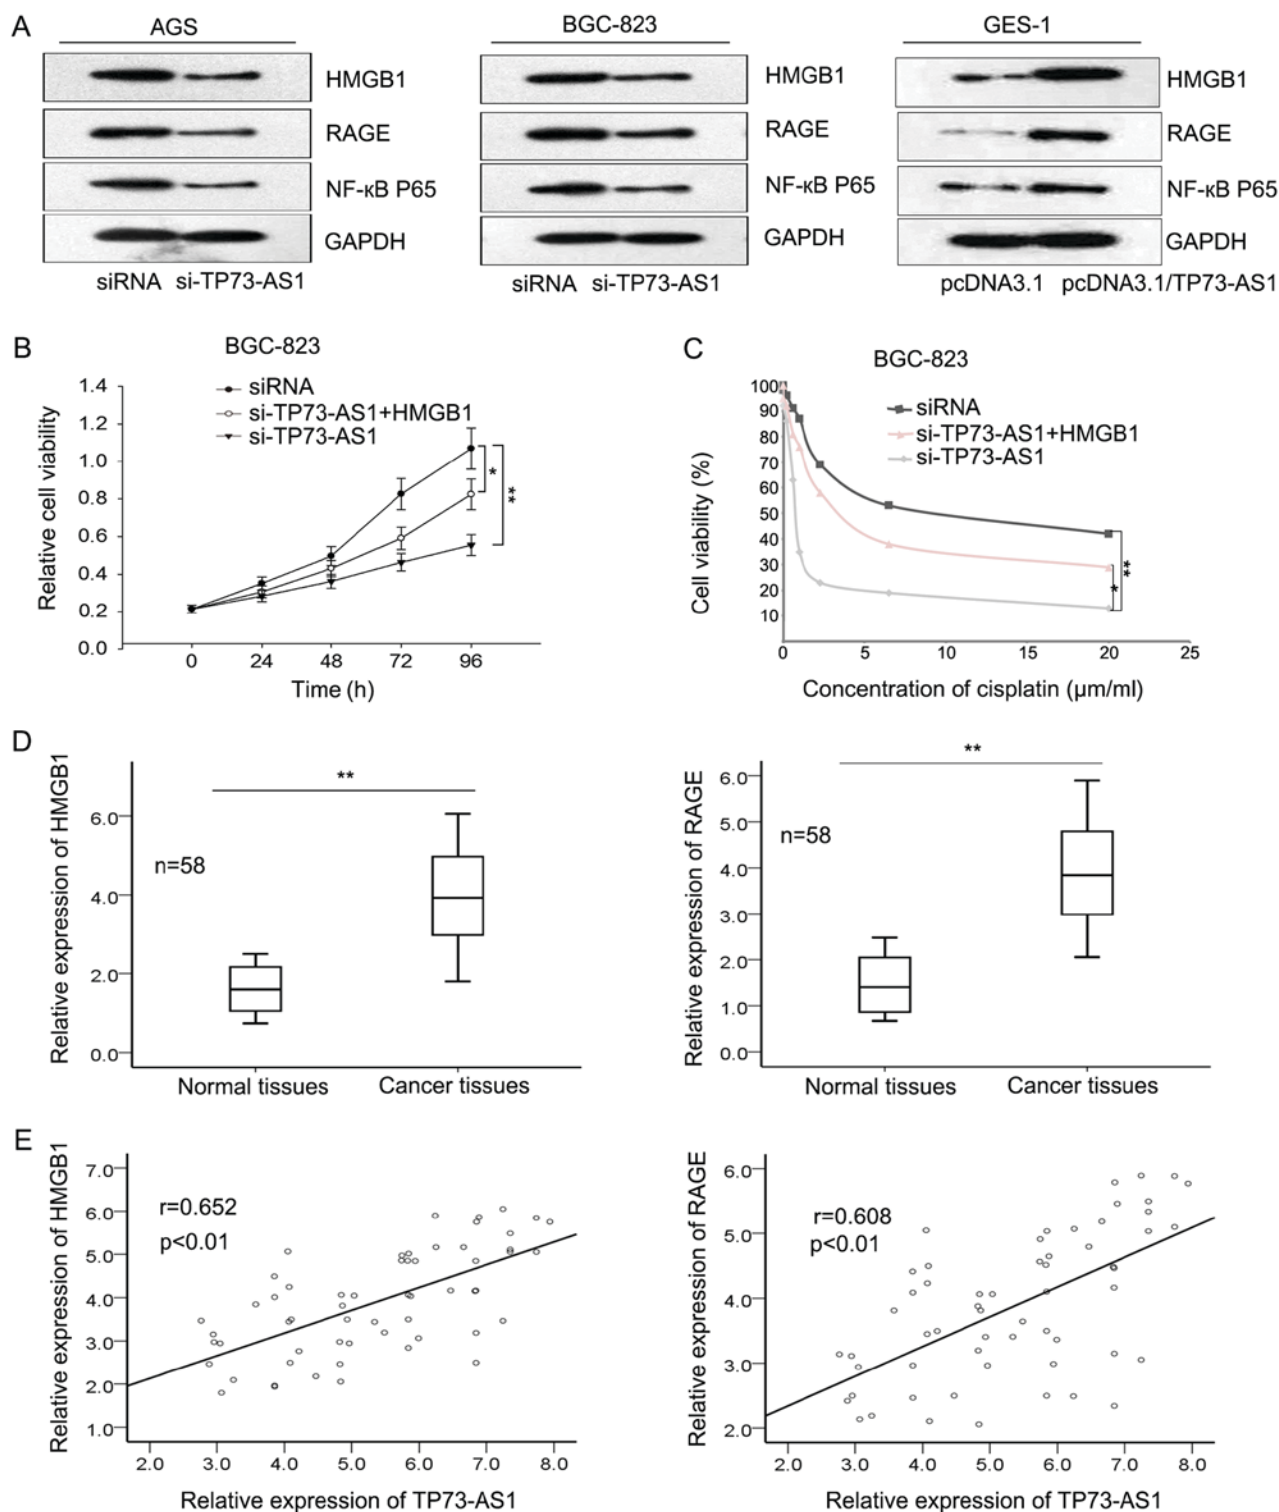 A
AGS
HMGB1
RAGE
NF-κB P65
GAPDH
siRNA si-TP73-AS1
BGC-823
HMGB1
RAGE
NF-κB P65
GAPDH
siRNA si-TP73-AS1
GES-1
HMGB1
RAGE
NF-κB P65
GAPDH
pcDNA3.1 pcDNA3.1/TP73-AS1
B
BGC-823
siRNA
si-TP73-AS1+HMGB1
si-TP73-AS1
Relative cell viability
1.4
1.2
1.0
0.8
0.6
0.4
0.2
0.0
*
**
0 24 48 72 96
Time (h)
C
BGC-823
siRNA
si-TP73-AS1+HMGB1
si-TP73-AS1
Cell viability (%)
100
90
80
70
60
50
40
30
20
10
**
*
0 5 10 15 20 25
Concentration of cisplatin (μm/ml)
D
Relative expression of HMGB1
**
n=58
6.0
4.0
2.0
0.0
Normal tissues Cancer tissues
Relative expression of RAGE
**
n=58
6.0
5.0
4.0
3.0
2.0
1.0
0.0
Normal tissues Cancer tissues
E
Relative expression of HMGB1
r=0.652
p<0.01
7.0
6.0
5.0
4.0
3.0
2.0
1.0
2.0 3.0 4.0 5.0 6.0 7.0 8.0
Relative expression of TP73-AS1
Relative expression of RAGE
r=0.608
p<0.01
6.0
5.0
4.0
3.0
2.0
2.0 3.0 4.0 5.0 6.0 7.0 8.0
Relative expression of TP73-AS1